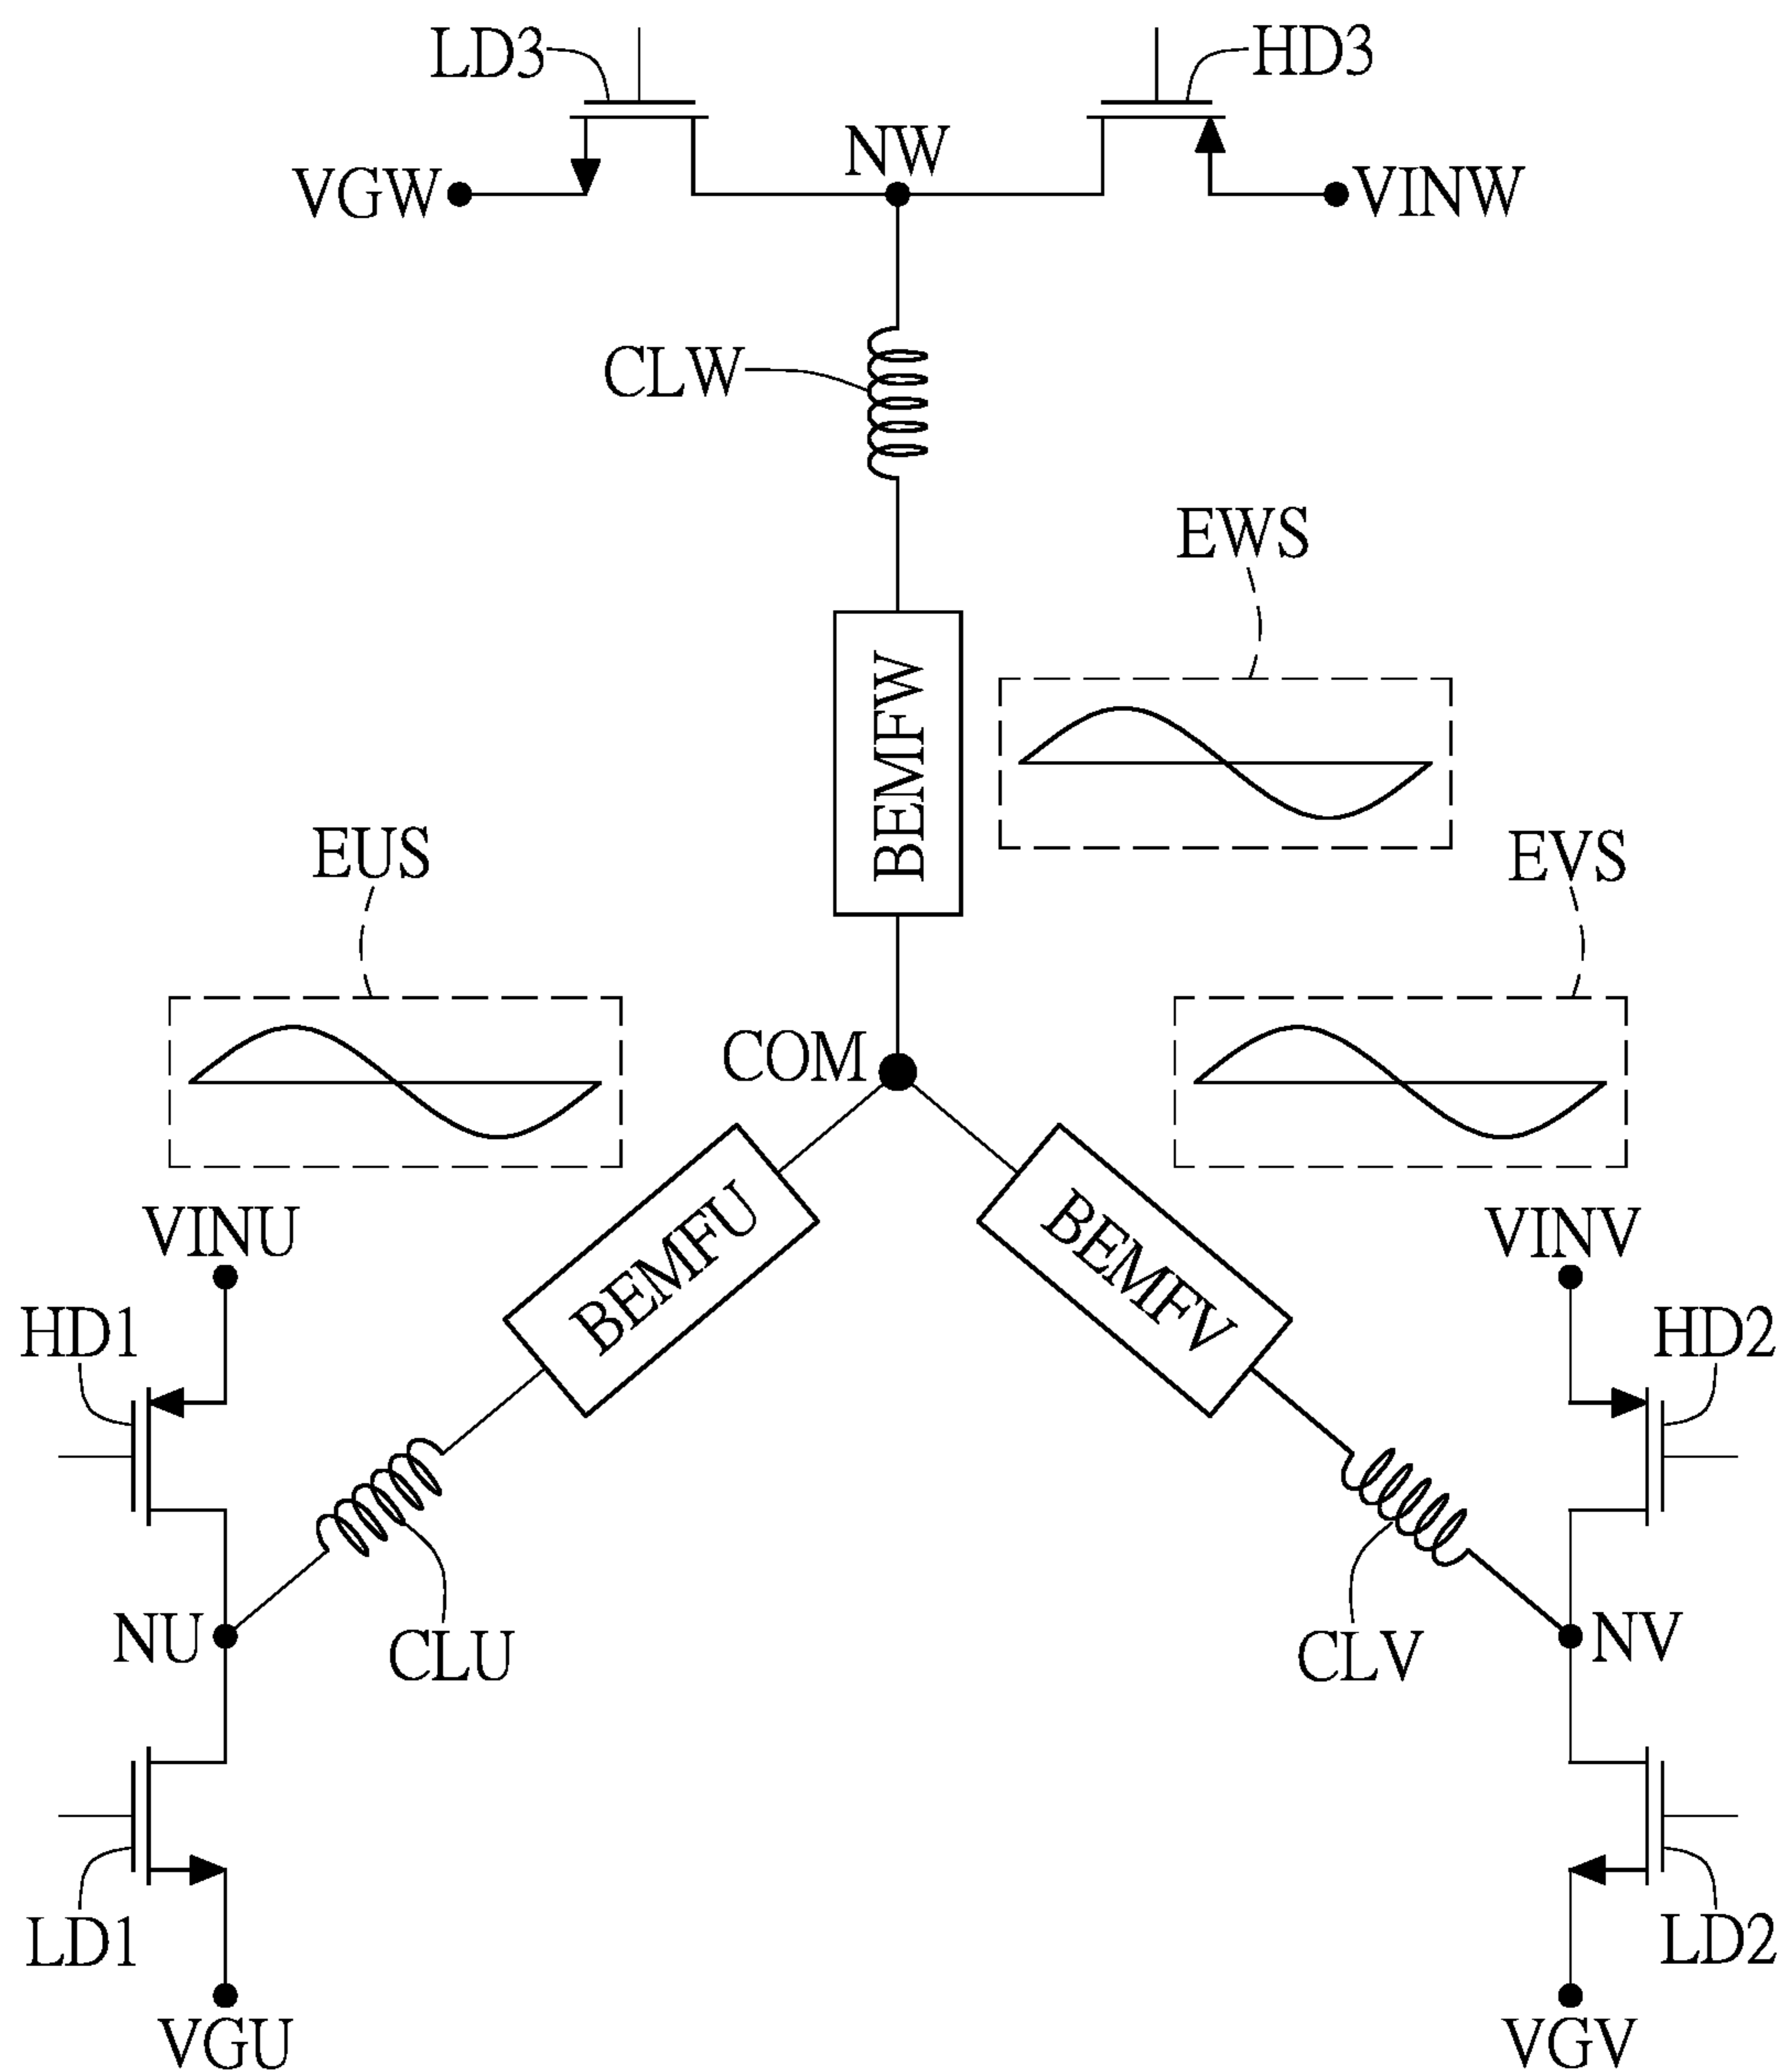 LD3
HD3
NW
VGW
VINW
CLW
EWS
BEMFW
EUS
EVS
COM
VINU
VINV
BEMFU
BEMFV
HD1
HD2
NU
CLU
CLV
NV
LD1
LD2
VGU
VGV